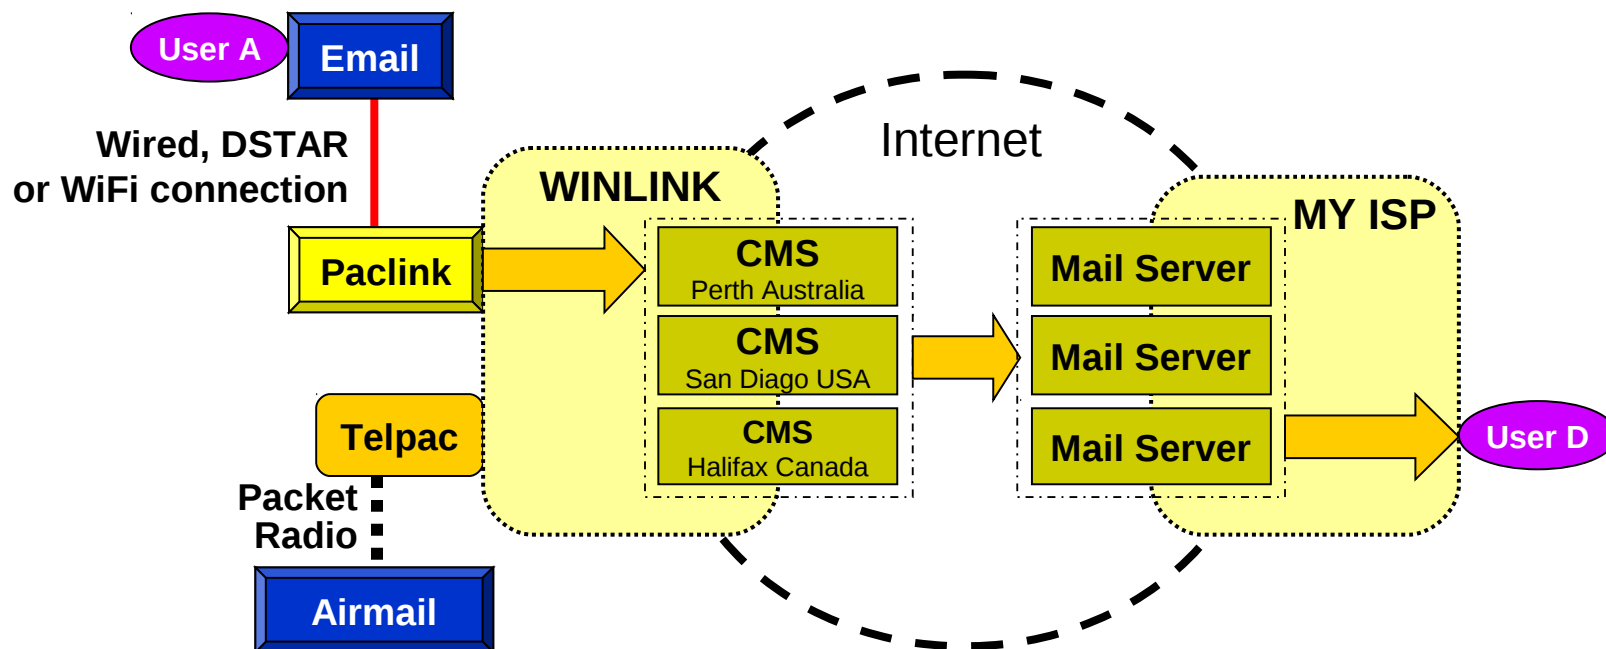 User A
Email
Wired, DSTAR
or WiFi connection
Internet
WINLINK
MY ISP
Paclink
CMS
Perth Australia
CMS
San Diago USA
CMS
Halifax Canada
Mail Server
Mail Server
Mail Server
User D
Telpac
Packet
Radio
Airmail